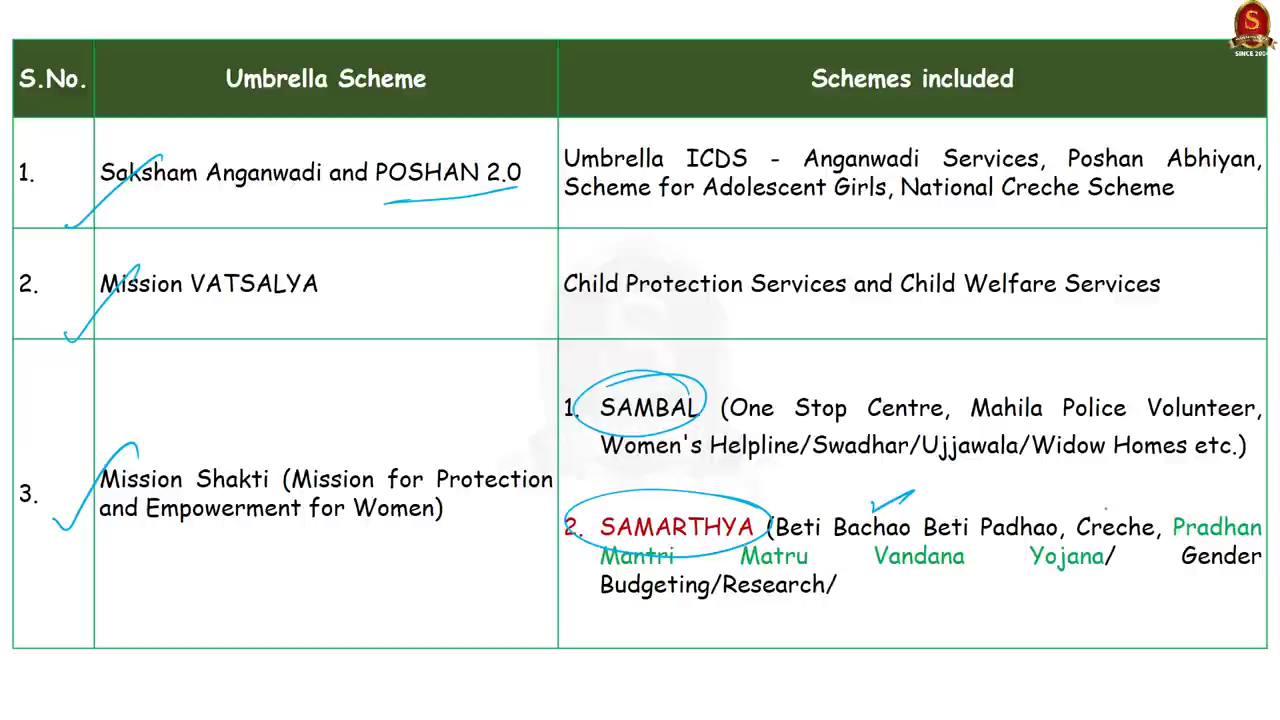 S
SINCE 2004
S.No. Umbrella Scheme Schemes included
1. Saksham Anganwadi and POSHAN 2.0
Umbrella ICDS - Anganwadi Services, Poshan Abhiyan,
Scheme for Adolescent Girls, National Creche Scheme
2. Mission VATSALYA
Child Protection Services and Child Welfare Services
3. Mission Shakti (Mission for Protection
and Empowerment for Women)
1. SAMBAL (One Stop Centre, Mahila Police Volunteer,
Women's Helpline/Swadhar/Ujjawala/Widow Homes etc.)
2. SAMARTHYA (Beti Bachao Beti Padhao, Creche, Pradhan
Mantri Matru Vandana Yojana/ Gender
Budgeting/Research/